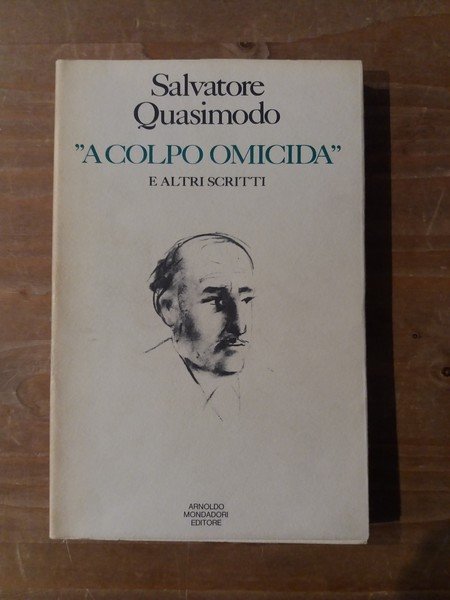 Salvatore
Quasimodo
"A COLPO OMICIDA"
E ALTRI SCRITTI
ARNOLDO
MONDADORI
EDITORE